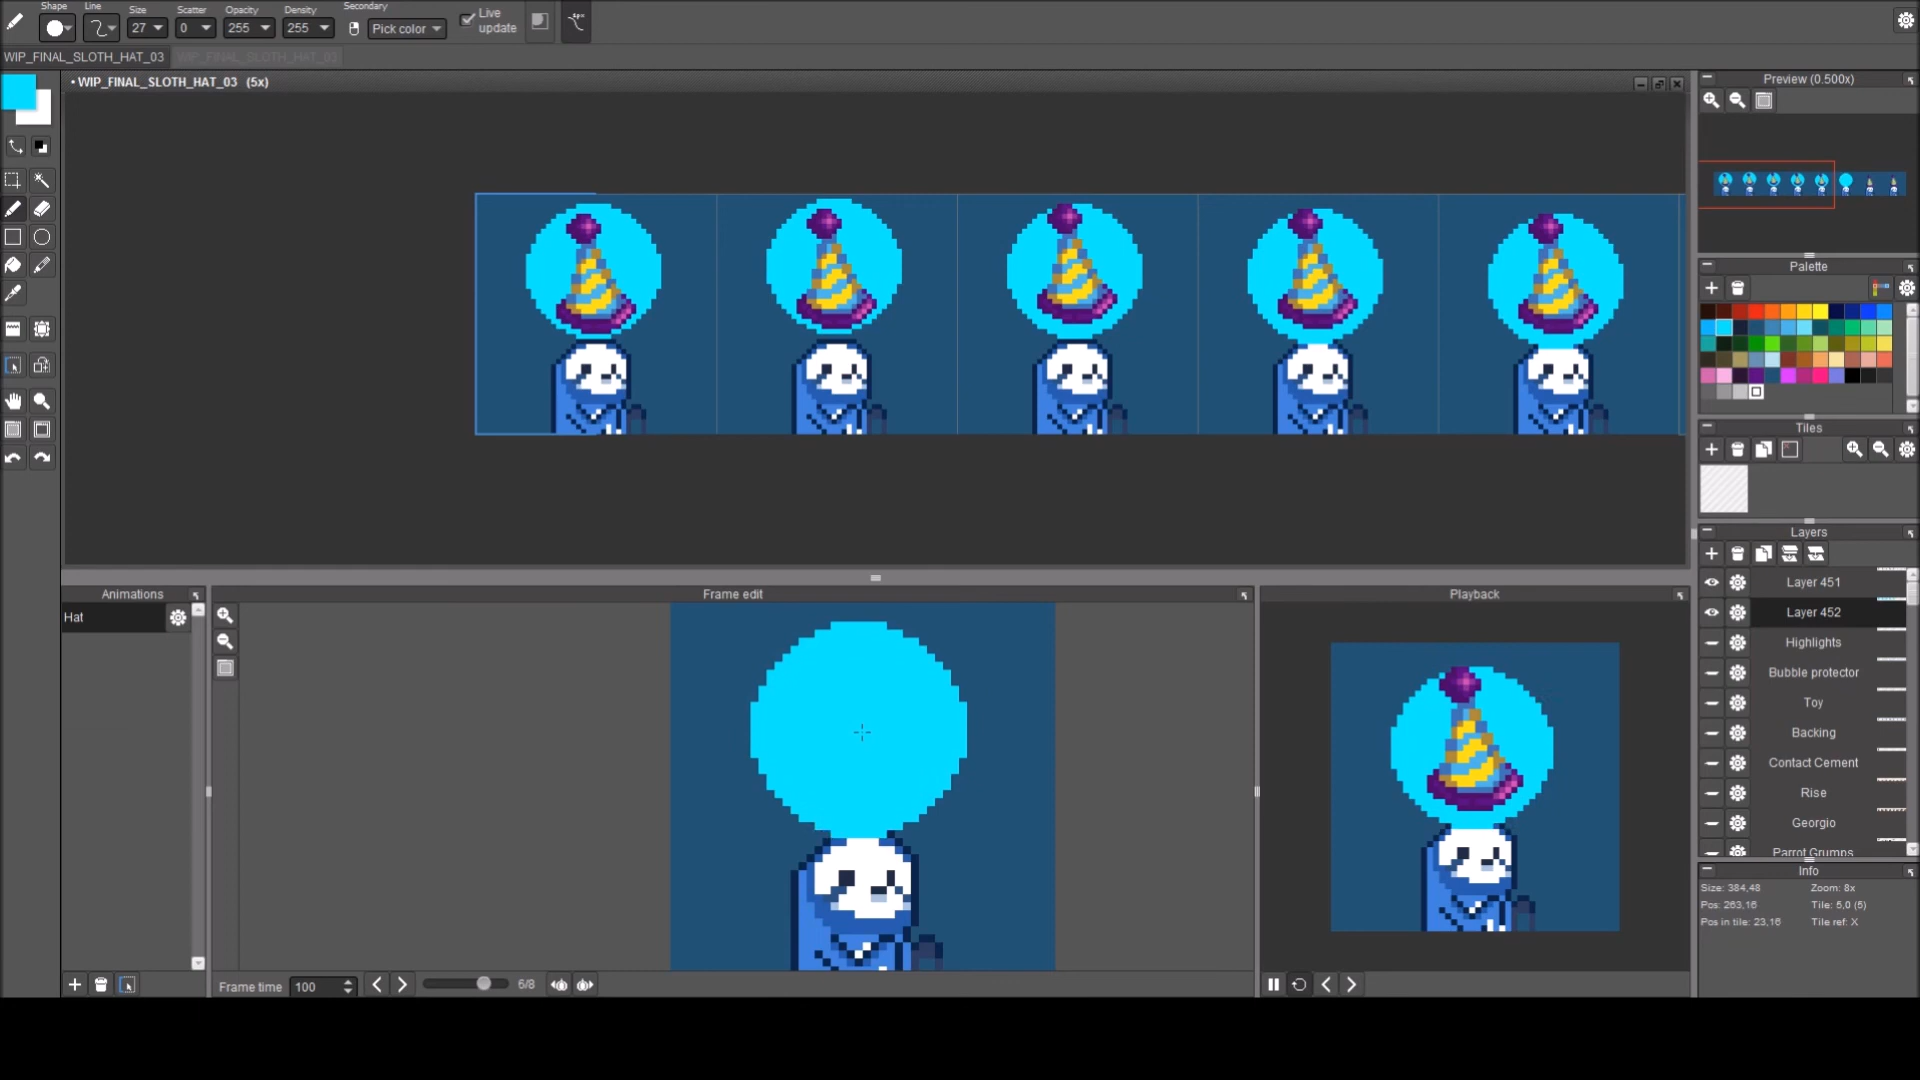 Shape Line Size Scatter Opacity Density Secondary
27 0 255 255 Pick color Live update
WIP_FINAL_SLOTH_HAT_03 WIP_FINAL_SLOTH_HAT_03
• WIP_FINAL_SLOTH_HAT_03 (5x)
Preview (0.500x)
Palette
Tiles
Layers
Layer 451
Layer 452
Highlights
Bubble protector
Toy
Backing
Contact Cement
Rise
Georgio
Parrot Grumps
Info
Size: 384,48 Zoom: 8x
Pos: 263,16 Tile: 5,0 (5)
Pos in tile: 23,16 Tile ref: X
Animations Frame edit Playback
Hat
Frame time 100 6/8